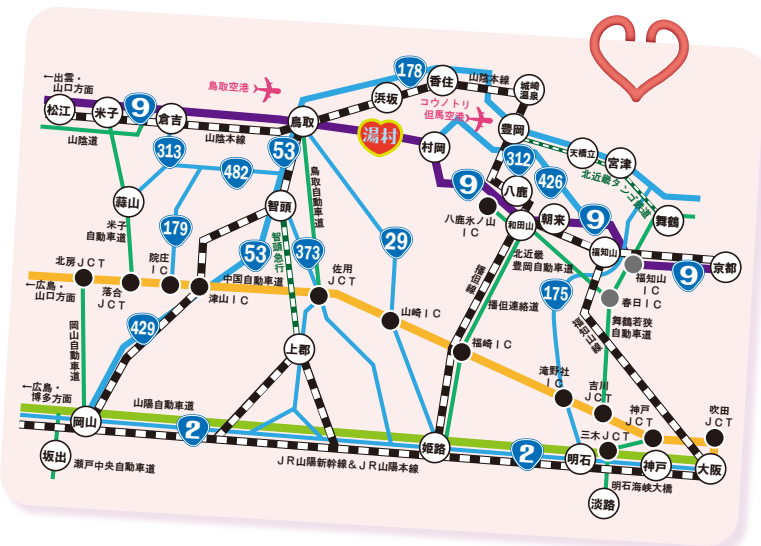 ←出雲・
山口方面
松江
米子
9
倉吉
山陰道
山陰本線
鳥取空港
鳥取
178
浜坂
香住
山陰本線
城崎
温泉
コウノトリ
但馬空港
湯村
村岡
豊岡
天橋立
宮津
北近畿タンゴ鉄道
舞鶴
313
482
53
鳥取自動車道
312
426
9
八鹿
八鹿氷ノ山
IC
和田山
朝来
9
福知山
京都
9
福知山
IC
春日IC
蒜山
米子
自動車道
179
智頭
智頭急行
53
373
29
北近畿
豊岡自動車道
播但線
播但連絡道
175
福知山線
舞鶴若狭
自動車道
北房JCT
院庄
IC
←広島・
山口方面
落合
JCT
津山IC
中国自動車道
佐用
JCT
山崎IC
福崎IC
滝野社
IC
吉川
JCT
神戸
JCT
吹田
JCT
三木JCT
429
岡山自動車道
上郡
←広島・
博多方面
山陽自動車道
岡山
2
姫路
2
明石
神戸
大阪
坂出
瀬戸中央自動車道
JR山陽新幹線&JR山陽本線
明石海峡大橋
淡路